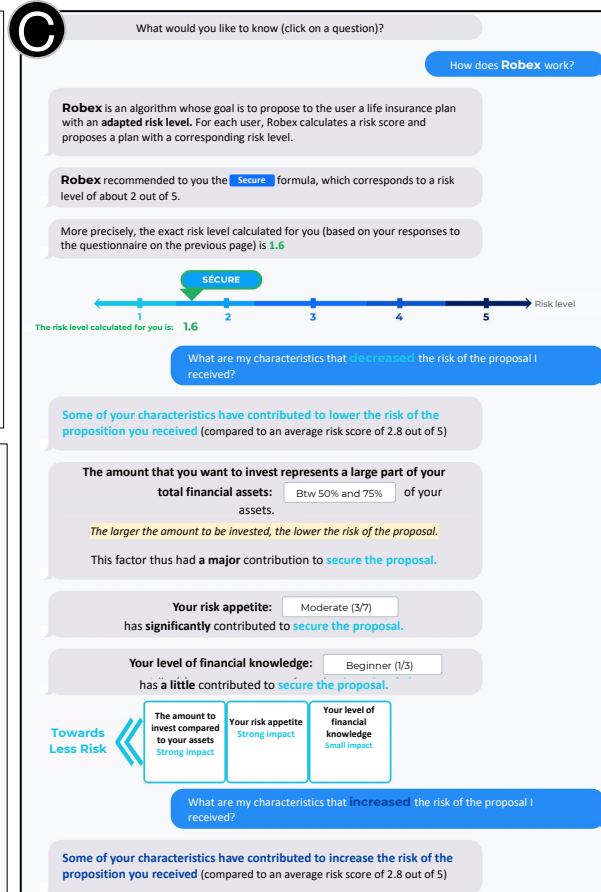 C
What would you like to know (click on a question)?
How does Robex work?
Robex is an algorithm whose goal is to propose to the user a life insurance plan
with an adapted risk level. For each user, Robex calculates a risk score and
proposes a plan with a corresponding risk level.
Robex recommended to you the Secure formula, which corresponds to a risk
level of about 2 out of 5.
More precisely, the exact risk level calculated for you (based on your responses to
the questionnaire on the previous page) is 1.6
SÉCURE
Risk level
1 2 3 4 5
The risk level calculated for you is: 1.6
What are my characteristics that decreased the risk of the proposal I
received?
Some of your characteristics have contributed to lower the risk of the
proposition you received (compared to an average risk score of 2.8 out of 5)
The amount that you want to invest represents a large part of your
total financial assets: Btw 50% and 75% of your
assets.
The larger the amount to be invested, the lower the risk of the proposal.
This factor thus had a major contribution to secure the proposal.
Your risk appetite: Moderate (3/7)
has significantly contributed to secure the proposal.
Your level of financial knowledge: Beginner (1/3)
has a little contributed to secure the proposal.
Towards
Less Risk
The amount to
invest compared
to your assets
Strong impact
Your risk appetite
Strong impact
Your level of
financial
knowledge
Small impact
What are my characteristics that increased the risk of the proposal I
received?
Some of your characteristics have contributed to increase the risk of the
proposition you received (compared to an average risk score of 2.8 out of 5)